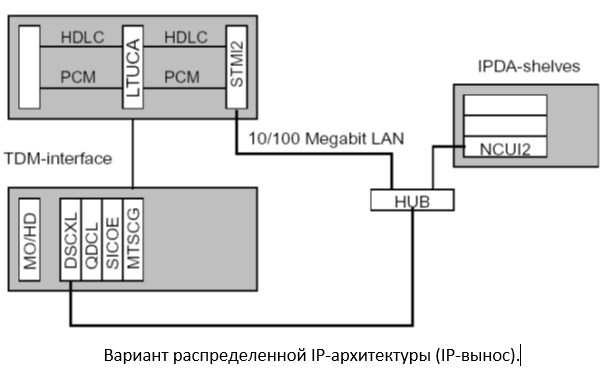 HDLC
HDLC
IPDA-shelves
LTUCA
STMI2
PCM
PCM
10/100 Megabit LAN
NCUI2
TDM-interface
HUB
MO/HD
DSCXL
QDCL
SICOE
MTSCG
Вариант распределенной IP-архитектуры (IP-вынос).